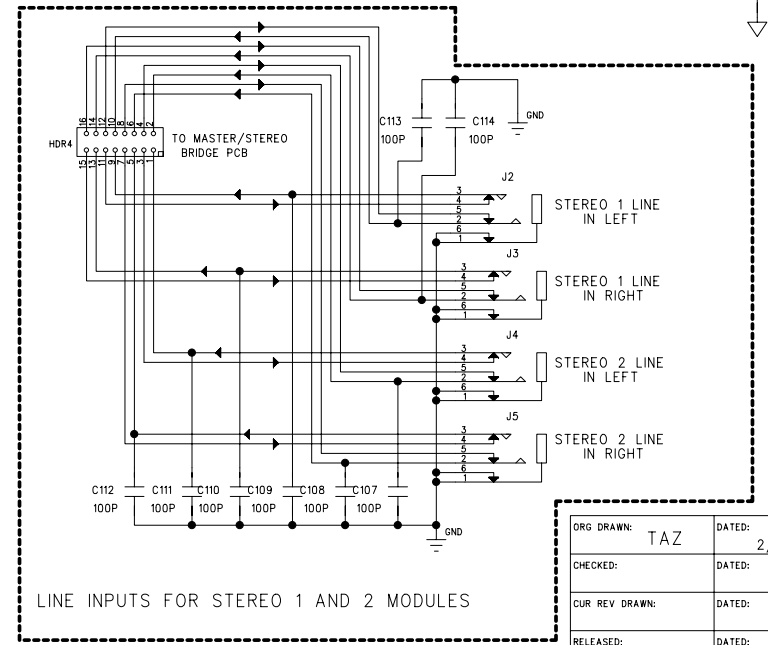 16 14 12 10 8 6 4 2
HDR4
15 13 11 9 7 5 3 1
TO MASTER/STEREO
BRIDGE PCB
C113
100P
C114
100P
GND
J2
3
4
5
2
6
1
STEREO 1 LINE
IN LEFT
J3
3
4
5
2
6
1
STEREO 1 LINE
IN RIGHT
J4
3
4
5
2
6
1
STEREO 2 LINE
IN LEFT
J5
3
4
5
2
6
1
STEREO 2 LINE
IN RIGHT
C112 C111 C110 C109 C108 C107
100P 100P 100P 100P 100P 100P
GND
LINE INPUTS FOR STEREO 1 AND 2 MODULES
ORG DRAWN: TAZ DATED: 2,
CHECKED: DATED:
CUR REV DRAWN: DATED:
RELEASED: DATED: